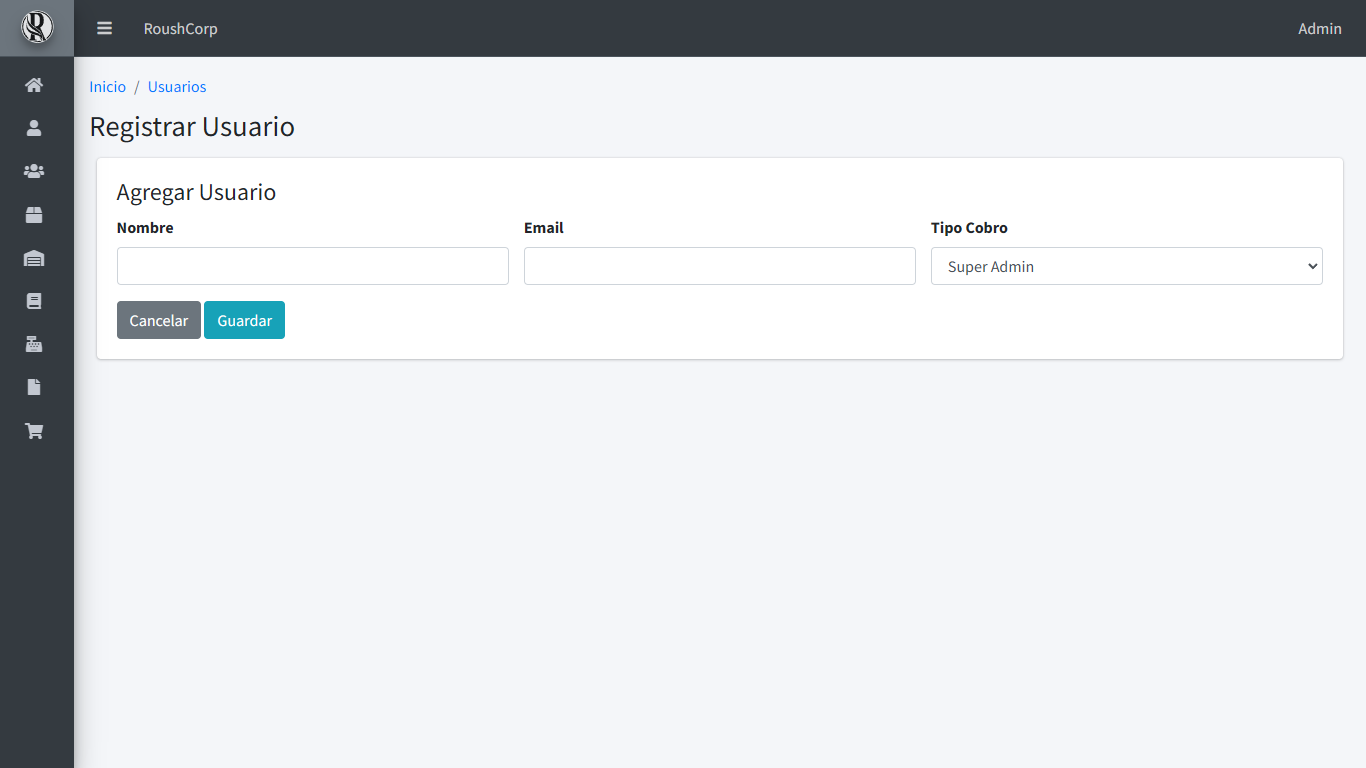 RoushCorp Admin
Inicio / Usuarios
Registrar Usuario
Agregar Usuario
Nombre Email Tipo Cobro
Super Admin
Cancelar Guardar